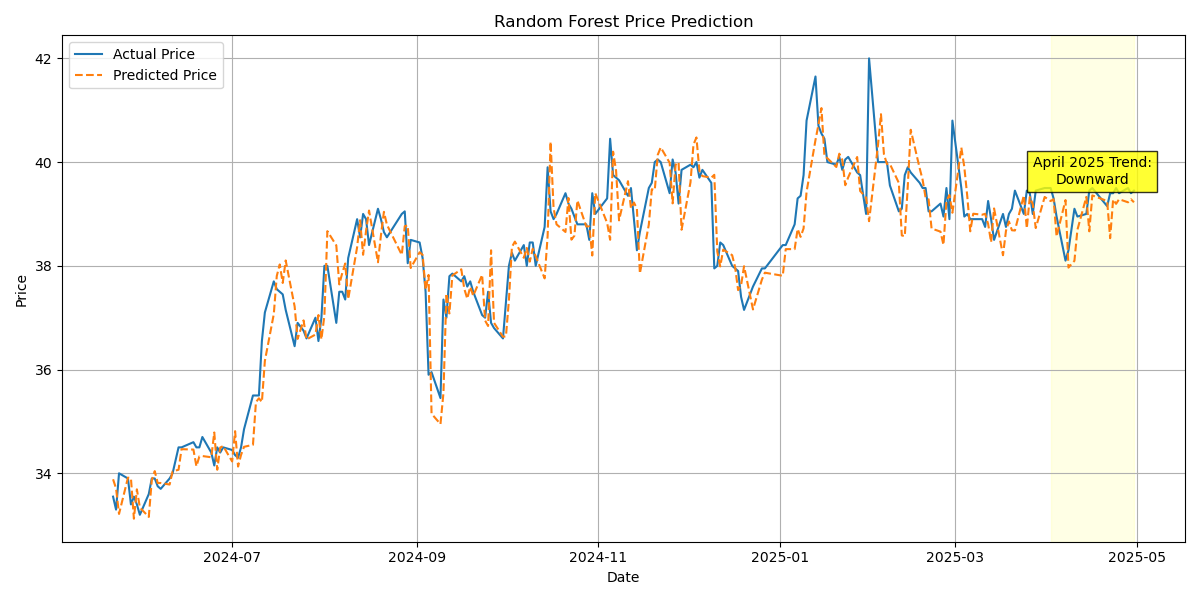 Random Forest Price Prediction
Actual Price
Predicted Price
April 2025 Trend:
Downward
Price
42
40
38
36
34
2024-07
2024-09
2024-11
2025-01
2025-03
2025-05
Date